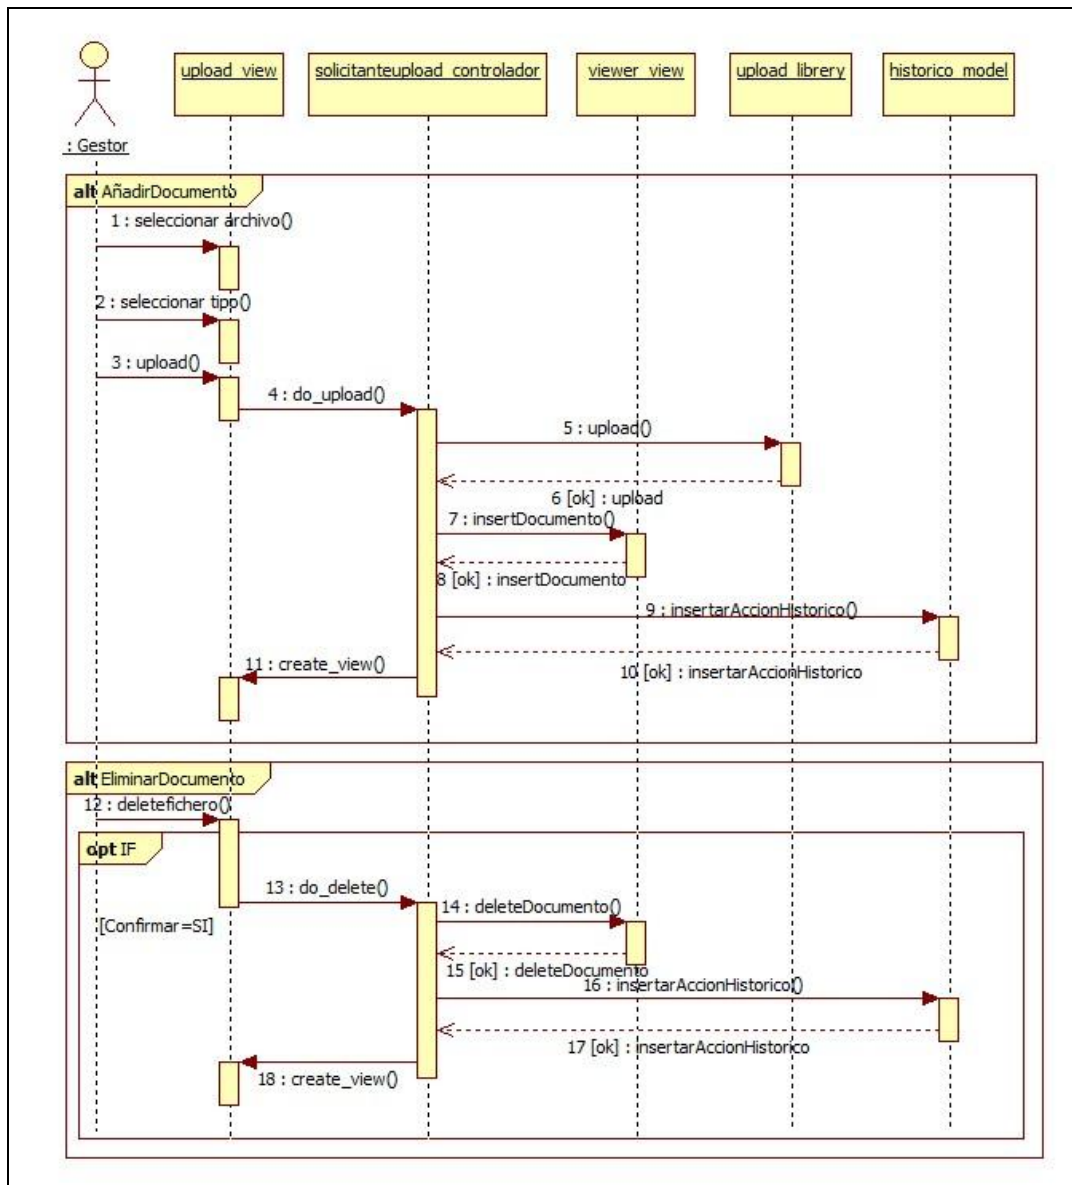 upload_view
solicitanteupload_controlador
viewer_view
upload_librery
historico_model
: Gestor
alt AñadirDocumento
1 : seleccionar archivo()
2 : seleccionar tipo()
3 : upload()
4 : do_upload()
5 : upload()
6 [ok] : upload
7 : insertDocumento()
8 [ok] : insertDocumento
9 : insertarAccionHistorico()
10 [ok] : insertarAccionHistorico
11 : create_view()
alt EliminarDocumento
12 : deletefichero()
opt IF
13 : do_delete()
[Confirmar=SI]
14 : deleteDocumento()
15 [ok] : deleteDocumento
16 : insertarAccionHistorico()
17 [ok] : insertarAccionHistorico
18 : create_view()